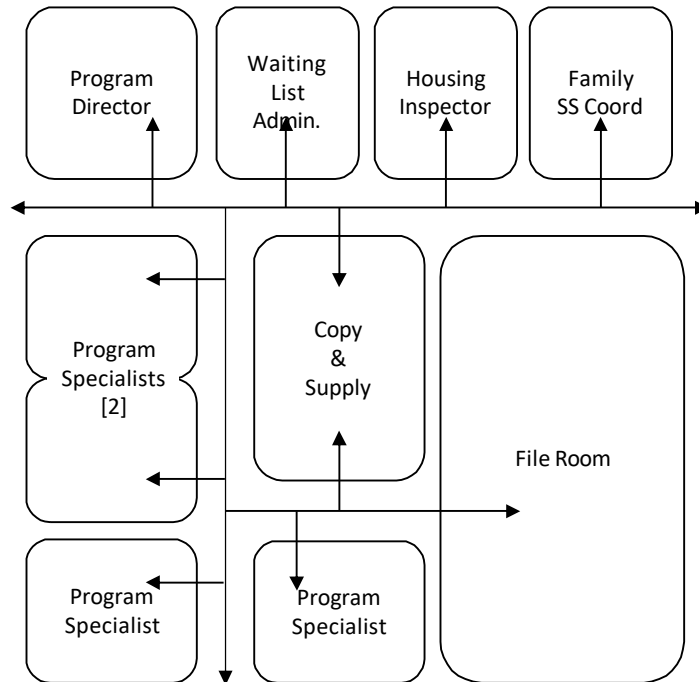 Program
Director
Waiting
List
Admin.
Housing
Inspector
Family
SS Coord
Program
Specialists
[2]
Copy
&
Supply
File Room
Program
Specialist
Program
Specialist